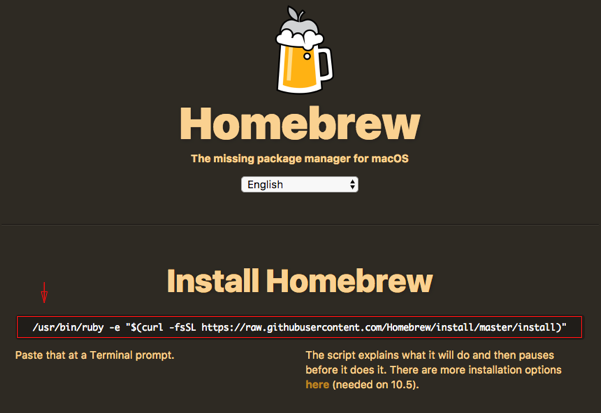 Homebrew
The missing package manager for macOS
English
Install Homebrew
/usr/bin/ruby -e "$(curl -fsSL https://raw.githubusercontent.com/Homebrew/install/master/install)"
Paste that at a Terminal prompt.
The script explains what it will do and then pauses
before it does it. There are more installation options
here (needed on 10.5).